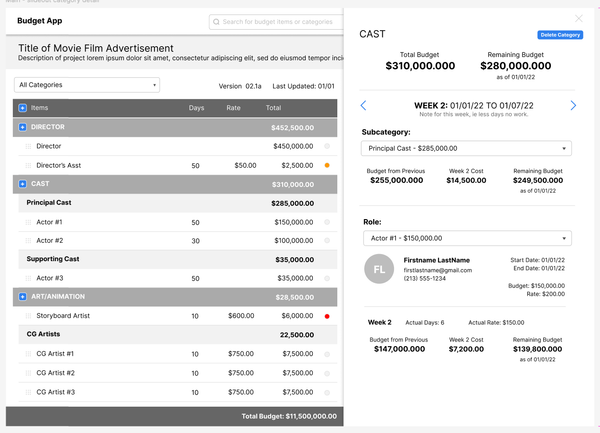 Main - Slideout Category Detail
Budget App
Search for budget items or categories
Title of Movie Film Advertisement
Description of project lorem ipsum dolor sit amet, consectetur adipiscing elit, sed do eiusmod tempor inci
All Categories
Version 02.1a
Last Updated: 01/01
Items Days Rate Total
DIRECTOR $452,500.00
Director $450,000.00
Director's Asst 50 $50.00 $2,500.00
CAST $310,000.00
Principal Cast $285,000.00
Actor #1 50 $150,000.00
Actor #2 30 $100,000.00
Supporting Cast $35,000.00
Actor #3 50 $35,000.00
ART/ANIMATION $28,500.00
Storyboard Artist 10 $600.00 $6,000.00
CG Artists 22,500.00
CG Artist #1 10 $750.00 $7,500.00
CG Artist #2 10 $750.00 $7,500.00
CG Artist #3 10 $750.00 $7,500.00
Total Budget: $11,500,000.00
CAST
Delete Category
Total Budget Remaining Budget
$310,000.000 $280,000.000
as of 01/01/22
WEEK 2: 01/01/22 TO 01/07/22
Note for this week, ie less days no work.
Subcategory:
Principal Cast - $285,000.00
Budget from Previous Week 2 Cost Remaining Budget
$255,000.000 $14,500.00 $249,500.00
as of 01/01/22
Role:
Actor #1 - $150,000.00
FL
Firstname LastName
firstlastname@gmail.com
(213) 555-1234
Start Date: 01/01/22
End Date: 01/01/22
Budget: $150,000.00
Rate: $200.00
Week 2 Actual Days: 6 Actual Rate: $150.00
Budget from Previous Week 2 Cost Remaining Budget
$147,000.000 $7,200.00 $139,800.000
as of 01/01/22